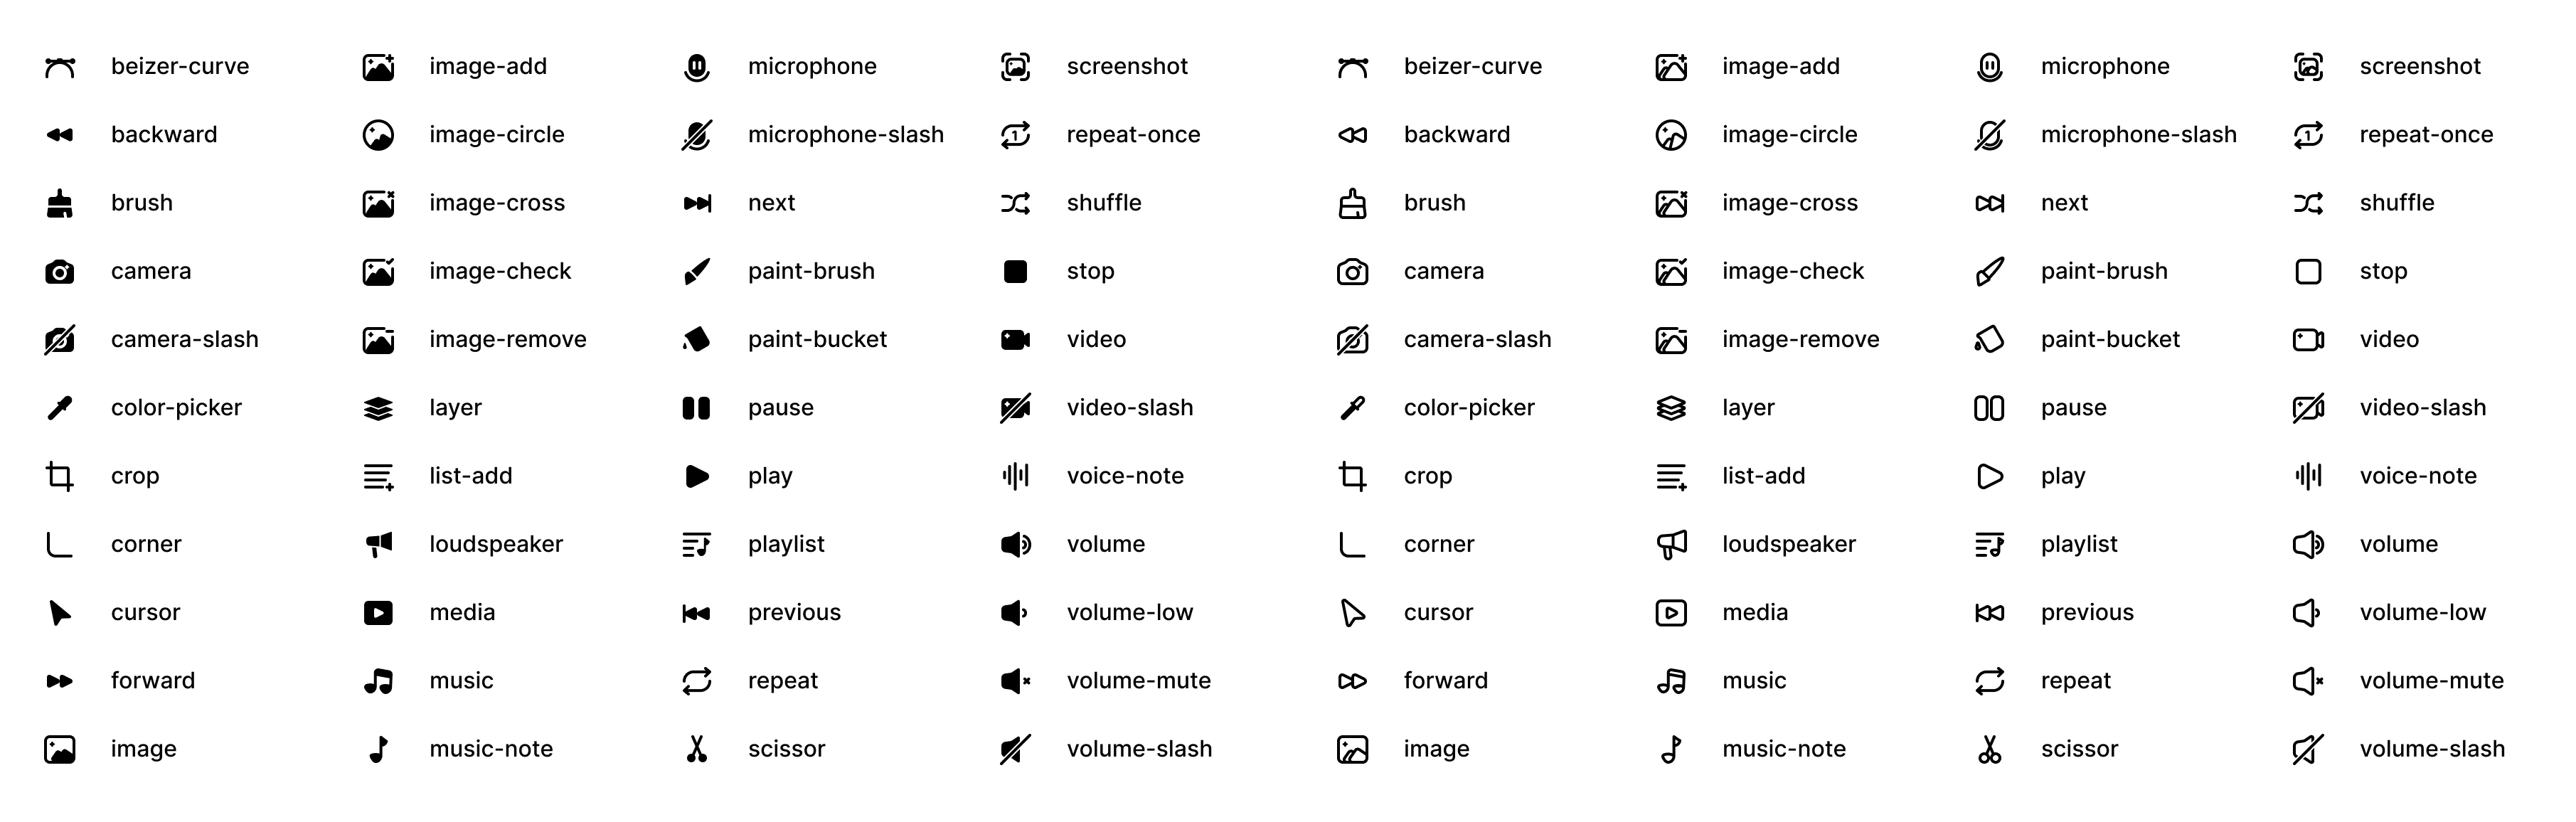 beizer-curve image-add microphone screenshot beizer-curve image-add microphone screenshot
backward image-circle microphone-slash repeat-once backward image-circle microphone-slash repeat-once
brush image-cross next shuffle brush image-cross next shuffle
camera image-check paint-brush stop camera image-check paint-brush stop
camera-slash image-remove paint-bucket video camera-slash image-remove paint-bucket video
color-picker layer pause video-slash color-picker layer pause video-slash
crop list-add play voice-note crop list-add play voice-note
corner loudspeaker playlist volume corner loudspeaker playlist volume
cursor media previous volume-low cursor media previous volume-low
forward music repeat volume-mute forward music repeat volume-mute
image music-note scissor volume-slash image music-note scissor volume-slash